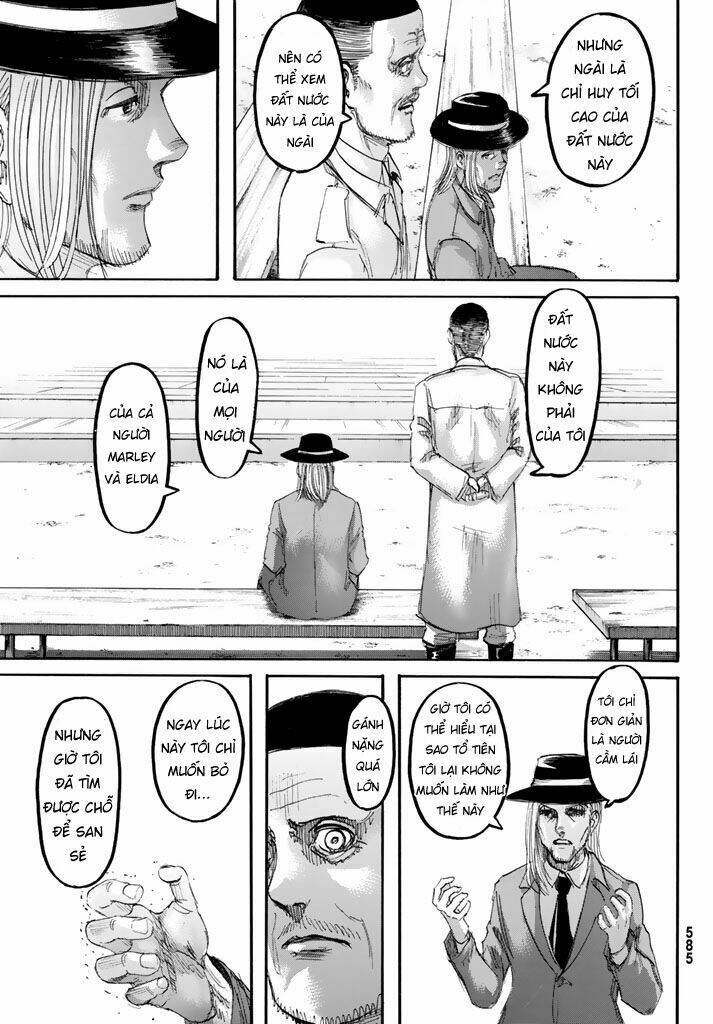 NHƯNG
NGÀI LÀ
CHỈ HUY TỐI
CAO CỦA
ĐẤT NƯỚC
NÀY
NÊN CÓ
THỂ XEM
ĐẤT NƯỚC
NÀY LÀ CỦA
NGÀI
ĐẤT
NƯỚC
NÀY
KHÔNG
PHẢI
CỦA TÔI
NÓ LÀ
CỦA
MỌI
NGƯỜI
CỦA CẢ
NGƯỜI
MARLEY
VÀ ELDIA
TÔI CHỈ
ĐƠN GIẢN
LÀ NGƯỜI
CẦM LÁI
GIỜ TÔI CÓ
THỂ HIỂU TẠI
SAO TỔ TIÊN
TÔI LẠI KHÔNG
MUỐN LÀM NHƯ
THẾ NÀY
GÁNH
NẶNG
QUÁ
LỚN
NGAY LÚC
NÀY TÔI CHỈ
MUỐN BỎ
ĐI...
NHƯNG
GIỜ TÔI
ĐÃ TÌM
ĐƯỢC CHỖ
ĐỂ SAN
SẺ
585